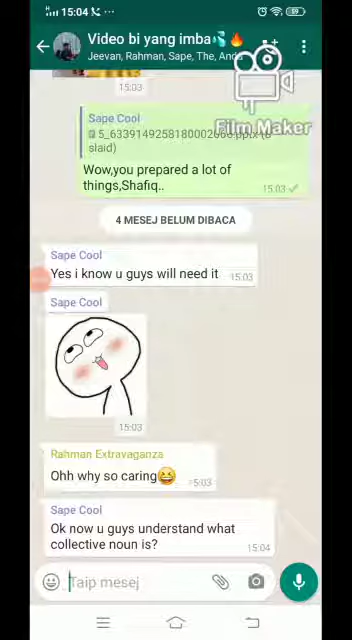 15:04
89
Video bi yang imba💦🔥
Jeevan, Rahman, Sape, The, And
15:03
Film Maker
Sape Cool
slaid)
Wow,you prepared a lot of
things,Shafiq..
15:03
4 MESEJ BELUM DIBACA
Sape Cool
Yes i know u guys will need it
15:03
Sape Cool
15:03
Rahman Extravaganza
Ohh why so caring😆
15:03
Sape Cool
Ok now u guys understand what
collective noun is?
15:04
Taip mesej